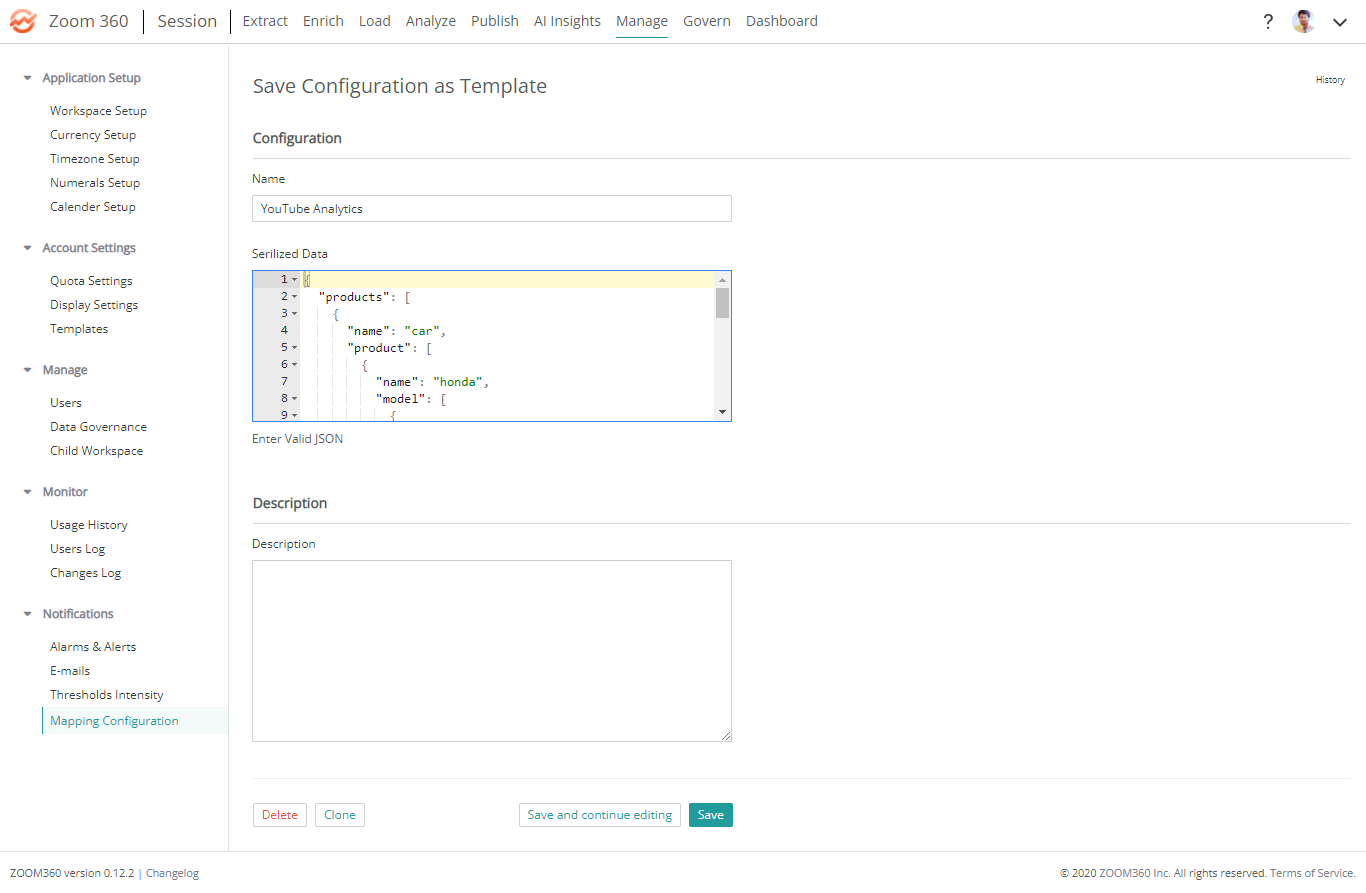 Zoom 360 Session Extract Enrich Load Analyze Publish AI Insights Manage Govern Dashboard ?
Application Setup
Workspace Setup
Currency Setup
Timezone Setup
Numerals Setup
Calender Setup
Account Settings
Quota Settings
Display Settings
Templates
Manage
Users
Data Governance
Child Workspace
Monitor
Usage History
Users Log
Changes Log
Notifications
Alarms & Alerts
E-mails
Thresholds Intensity
Mapping Configuration
Save Configuration as Template
History
Configuration
Name
YouTube Analytics
Serilized Data
1 {
2 "products": [
3 {
4 "name": "car",
5 "product": [
6 {
7 "name": "honda",
8 "model": [
9 {
Enter Valid JSON
Description
Description
Delete Clone Save and continue editing Save
ZOOM360 version 0.12.2 | Changelog
© 2020 ZOOM360 Inc. All rights reserved. Terms of Service.